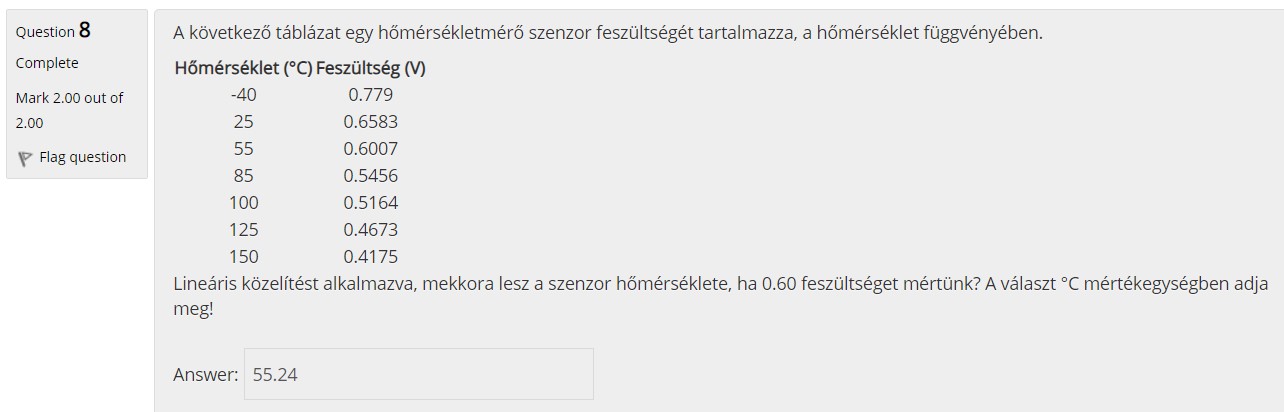 Question 8
Complete
Mark 2.00 out of
2.00
Flag question
A következő táblázat egy hőmérsékletmérő szenzor feszültségét tartalmazza, a hőmérséklet függvényében.
Hőmérséklet (°C) Feszültség (V)
-40 0.779
25 0.6583
55 0.6007
85 0.5456
100 0.5164
125 0.4673
150 0.4175
Lineáris közelítést alkalmazva, mekkora lesz a szenzor hőmérséklete, ha 0.60 feszültséget mértünk? A választ °C mértékegységben adja
meg!
Answer: 55.24